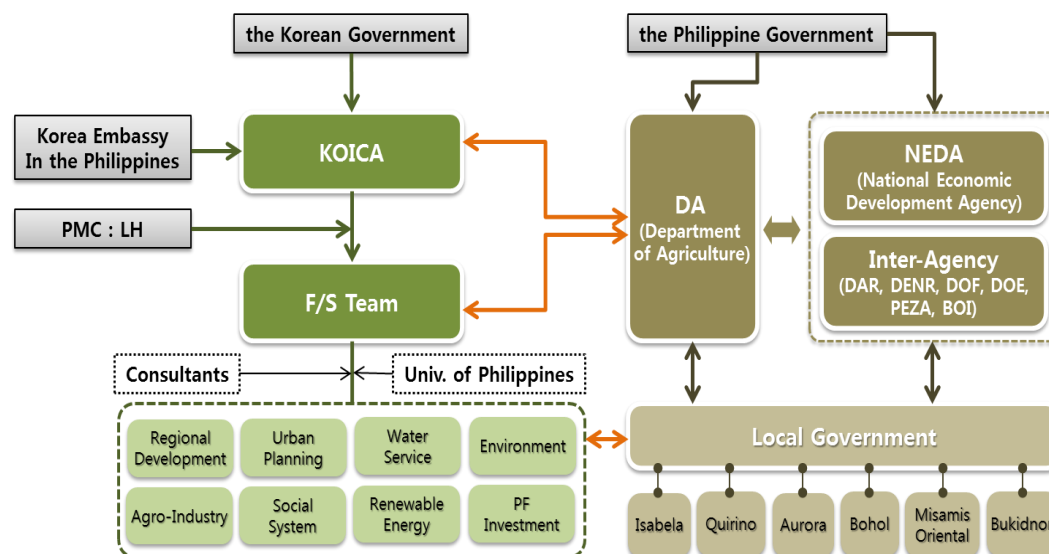 the Korean Government
the Philippine Government
Korea Embassy
In the Philippines
KOICA
PMC : LH
F/S Team
DA
(Department
of Agriculture)
NEDA
(National Economic
Development Agency)
Inter-Agency
(DAR, DENR, DOF, DOE,
PEZA, BOI)
Consultants
Univ. of Philippines
Regional
Development
Urban
Planning
Water
Service
Environment
Agro-Industry
Social
System
Renewable
Energy
PF
Investment
Local Government
Isabela
Quirino
Aurora
Bohol
Misamis
Oriental
Bukidnon